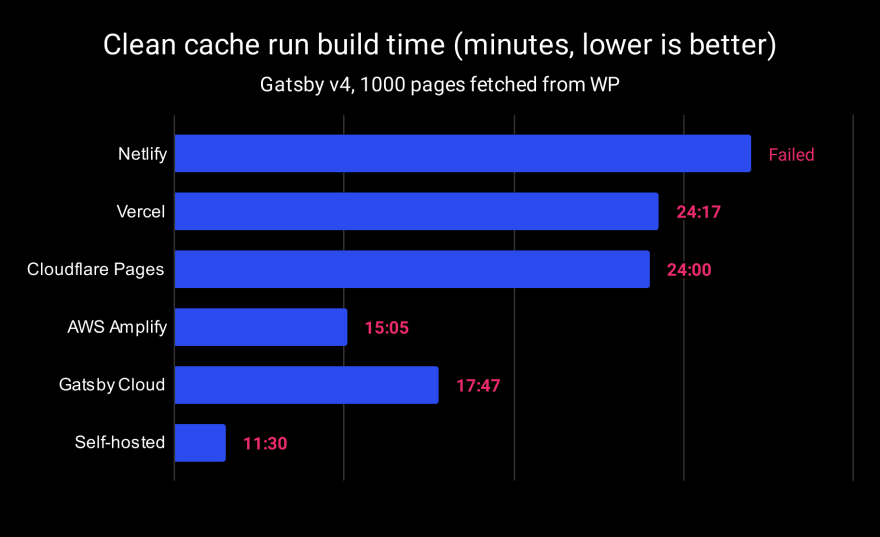 Clean cache run build time (minutes, lower is better)
Gatsby v4, 1000 pages fetched from WP
Netlify Failed
Vercel 24:17
Cloudflare Pages 24:00
AWS Amplify 15:05
Gatsby Cloud 17:47
Self-hosted 11:30